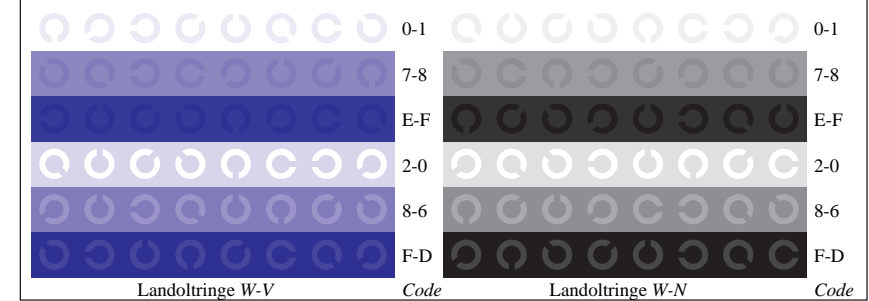 0-1 0-1
7-8 7-8
E-F E-F
2-0 2-0
8-6 8-6
F-D F-D
Landoltringe W-V Code Landoltringe W-N Code